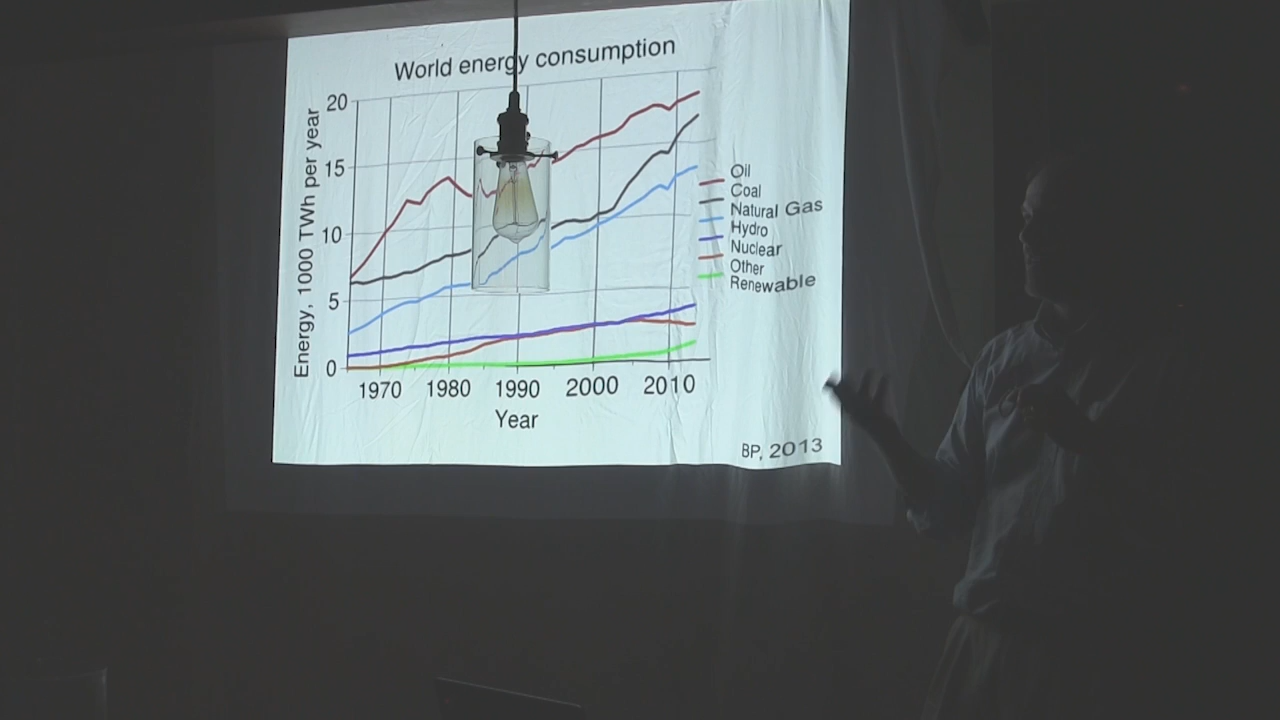 World energy consumption
Energy, 1000 TWh per year
20
15
10
5
0
1970 1980 1990 2000 2010
Year
Oil
Coal
Natural Gas
Hydro
Nuclear
Other
Renewable
BP, 2013